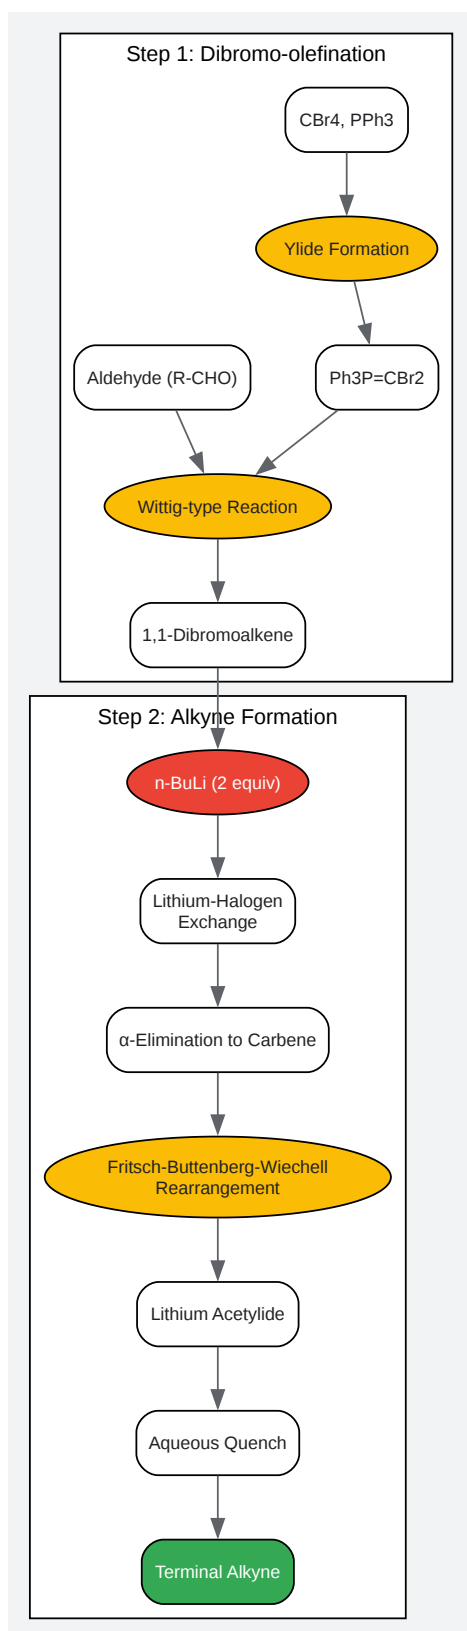 Step 1: Dibromo-olefination
CBr4, PPh3
Ylide Formation
Aldehyde (R-CHO)
Ph3P=CBr2
Wittig-type Reaction
1,1-Dibromoalkene
Step 2: Alkyne Formation
n-BuLi (2 equiv)
Lithium-Halogen
Exchange
α-Elimination to Carbene
Fritsch-Buttenberg-Wiechell
Rearrangement
Lithium Acetylide
Aqueous Quench
Terminal Alkyne